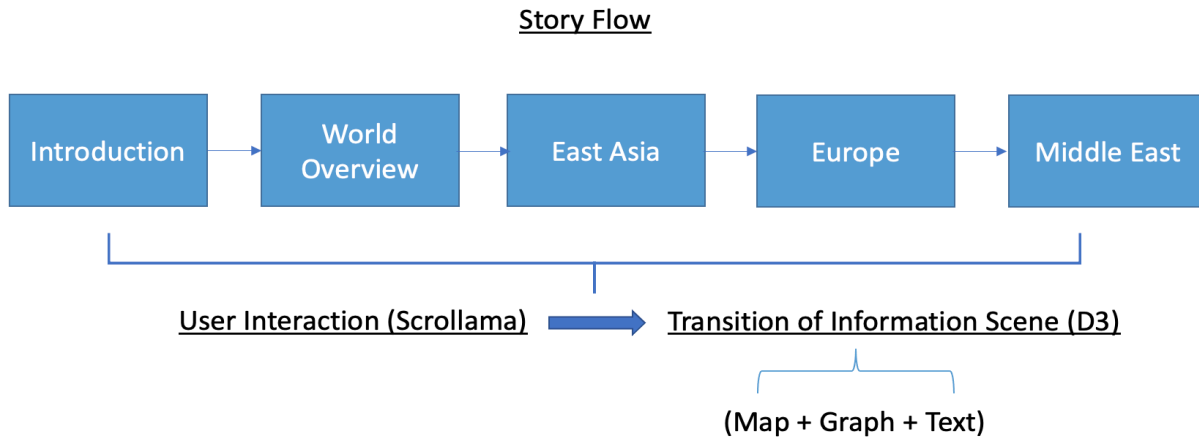 Story Flow
Introduction
World
Overview
East Asia
Europe
Middle East
User Interaction (Scrollama)
Transition of Information Scene (D3)
(Map + Graph + Text)